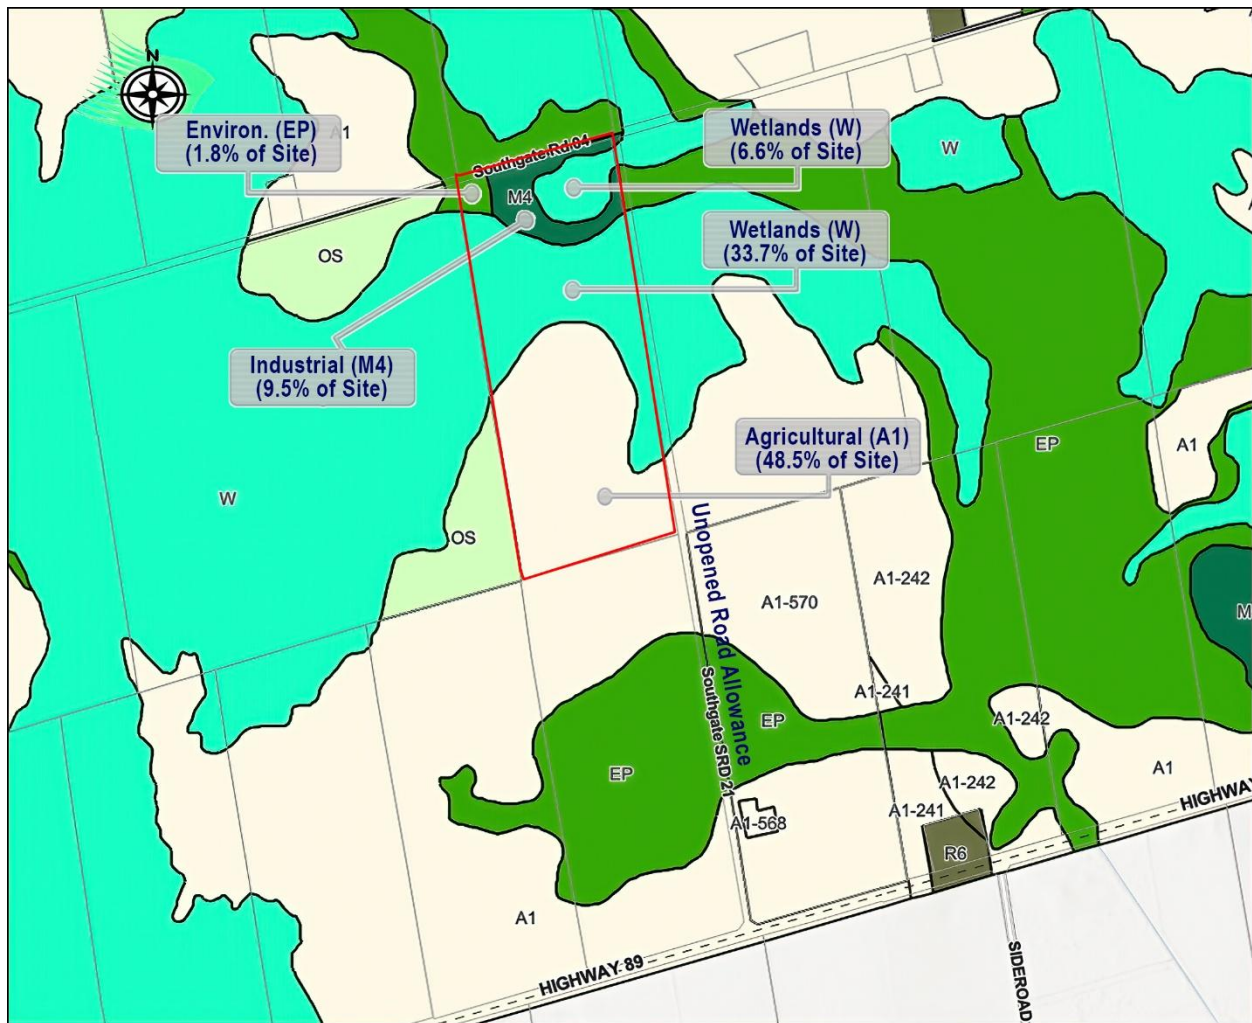 N
Environ. (EP)
(1.8% of Site)
A1
Southgate Rd 04
Wetlands (W)
(6.6% of Site)
W
M4
Wetlands (W)
(33.7% of Site)
OS
Industrial (M4)
(9.5% of Site)
Agricultural (A1)
(48.5% of Site)
EP
A1
W
OS
Unopened Road Allowance
A1-242
A1-570
M
Southgate SRD 21
A1-241
EP
A1-242
EP
A1
A1-242
A1-241
A1-568
HIGHWAY
R6
A1
HIGHWAY 89
SIDEROAD